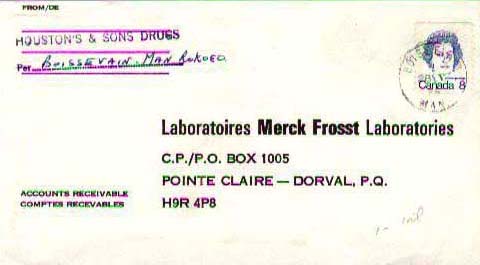 FROM/DE
HOUSTON'S & SONS DRUGS
Per BOISSEVAIN. MAN ROKOEO.
Canada 8
MAN
Laboratoires Merck Frosst Laboratories
C.P./P.O. BOX 1005
POINTE CLAIRE — DORVAL, P.Q.
H9R 4P8
ACCOUNTS RECEIVABLE
COMPTES RECEVABLES